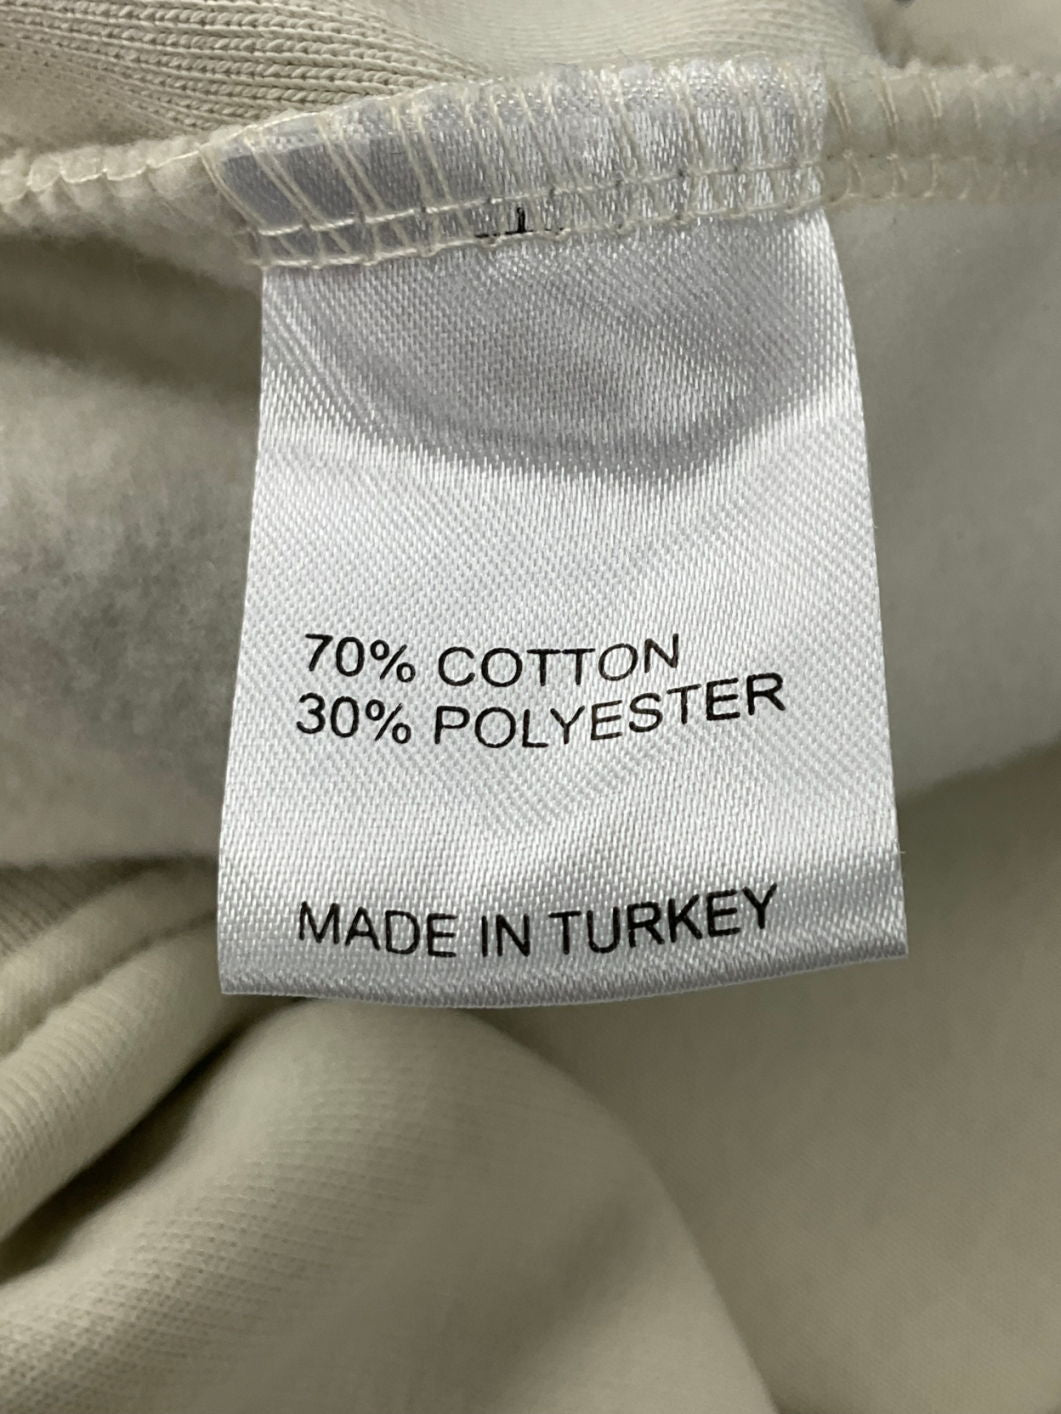 70% COTTON
30% POLYESTER
MADE IN TURKEY